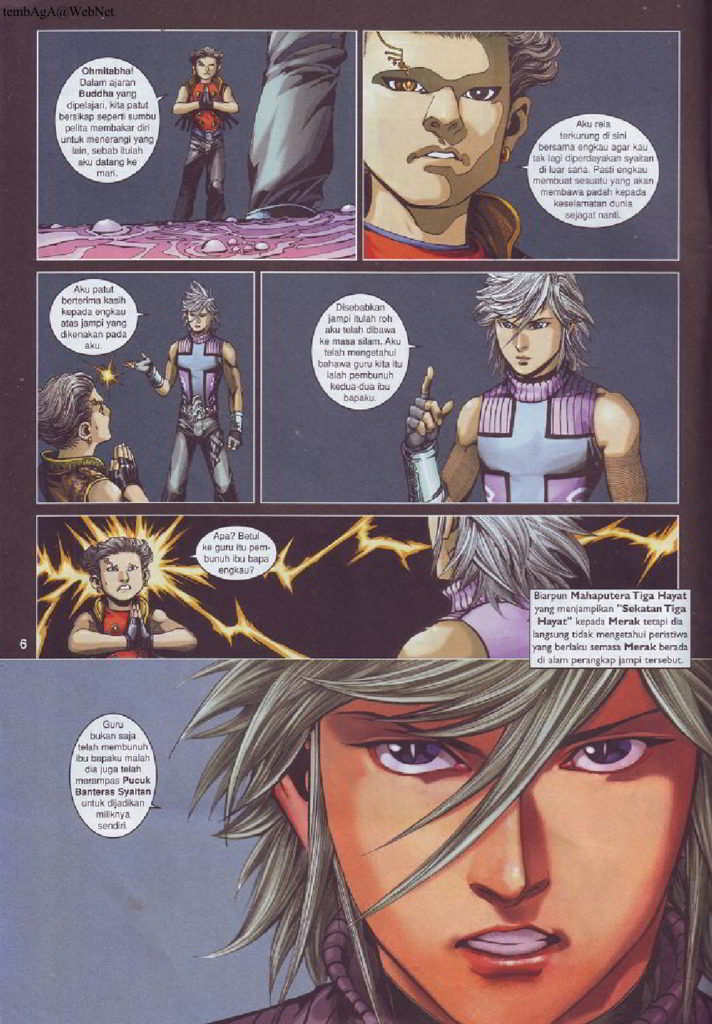 tembAgA@WebNet
Ohmitabha!
Dalam ajaran
Buddha yang
dipelajari, kita patut
bersikap seperti sumbu
pelita membakar diri
untuk menerangi yang
lain, sebab itulah
aku datang ke
mari.
Aku rela
terkurung di sini
bersama engkau agar kau
tak lagi diperdayakan syaitan
di luar sana. Pasti engkau
membuat sesuatu yang akan
membawa padah kepada
keselamatan dunia
sejagat nanti.
Aku patut
berterima kasih
kepada engkau
atas jampi yang
dikenakan pada
aku.
Disebabkan
jampi itulah roh
aku telah dibawa
ke masa silam. Aku
telah mengetahui
bahawa guru kita itu
ialah pembunuh
kedua-dua ibu
bapaku.
Apa? Betul
ke guru itu pem-
bunuh ibu bapa
engkau?
Biarpun Mahaputera Tiga Hayat
yang menjampikan "Sekatan Tiga
Hayat" kepada Merak tetapi dia
langsung tidak mengetahui peristiwa
yang berlaku semasa Merak berada
di alam perangkap jampi tersebut.
6
Guru
bukan saja
telah membunuh
ibu bapaku malah
dia juga telah
merampas Pucuk
Banteras Syaitan
untuk dijadikan
miliknya
sendiri.